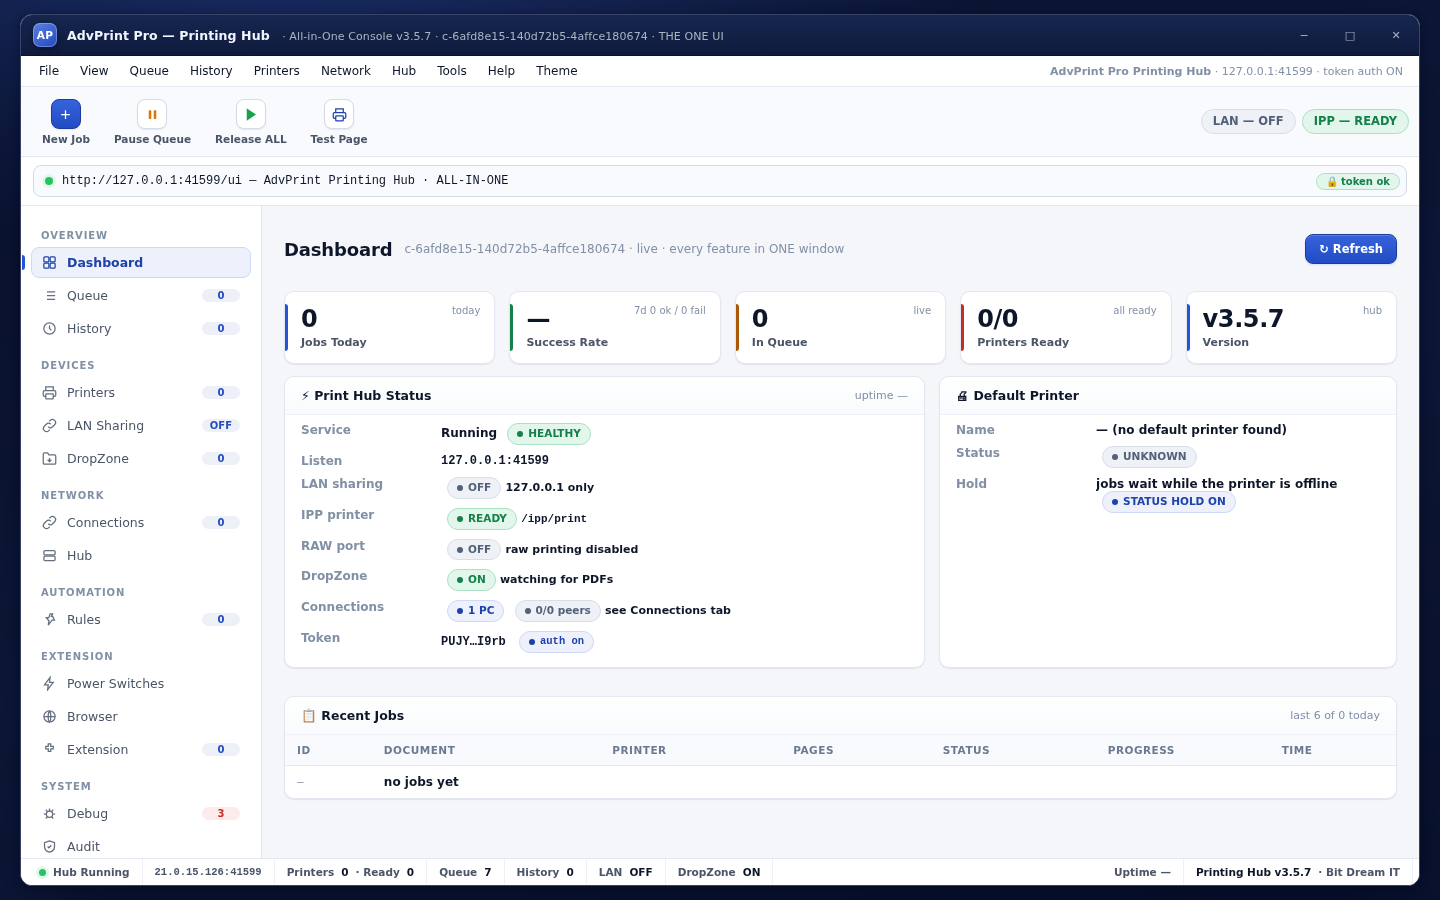 AP AdvPrint Pro — Printing Hub · All-in-One Console v3.5.7 · c-6afd8e15-140d72b5-4affce180674 · THE ONE UI
File View Queue History Printers Network Hub Tools Help Theme AdvPrint Pro Printing Hub · 127.0.0.1:41599 · token auth ON
New Job Pause Queue Release ALL Test Page LAN — OFF IPP — READY
http://127.0.0.1:41599/ui — AdvPrint Printing Hub · ALL-IN-ONE token ok
OVERVIEW
Dashboard
Queue 0
History 0
DEVICES
Printers 0
LAN Sharing OFF
DropZone 0
NETWORK
Connections 0
Hub
AUTOMATION
Rules 0
EXTENSION
Power Switches
Browser
Extension 0
SYSTEM
Debug 3
Audit
Dashboard c-6afd8e15-140d72b5-4affce180674 · live · every feature in ONE window ↻ Refresh
0 today
Jobs Today
— 7d 0 ok / 0 fail
Success Rate
0 live
In Queue
0/0 all ready
Printers Ready
v3.5.7 hub
Version
⚡ Print Hub Status uptime —
Service Running HEALTHY
Listen 127.0.0.1:41599
LAN sharing OFF 127.0.0.1 only
IPP printer READY /ipp/print
RAW port OFF raw printing disabled
DropZone ON watching for PDFs
Connections 1 PC 0/0 peers see Connections tab
Token PUJY…I9rb auth on
Default Printer
Name — (no default printer found)
Status UNKNOWN
Hold jobs wait while the printer is offline
STATUS HOLD ON
Recent Jobs last 6 of 0 today
ID DOCUMENT PRINTER PAGES STATUS PROGRESS TIME
— no jobs yet
Hub Running 21.0.15.126:41599 Printers 0 · Ready 0 Queue 7 History 0 LAN OFF DropZone ON Uptime — Printing Hub v3.5.7 · Bit Dream IT